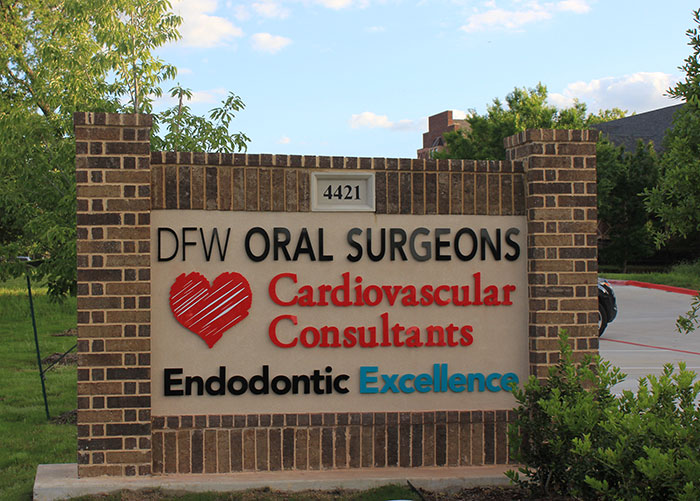 4421
DFW ORAL SURGEONS
Cardiovascular
Consultants
Endodontic Excellence